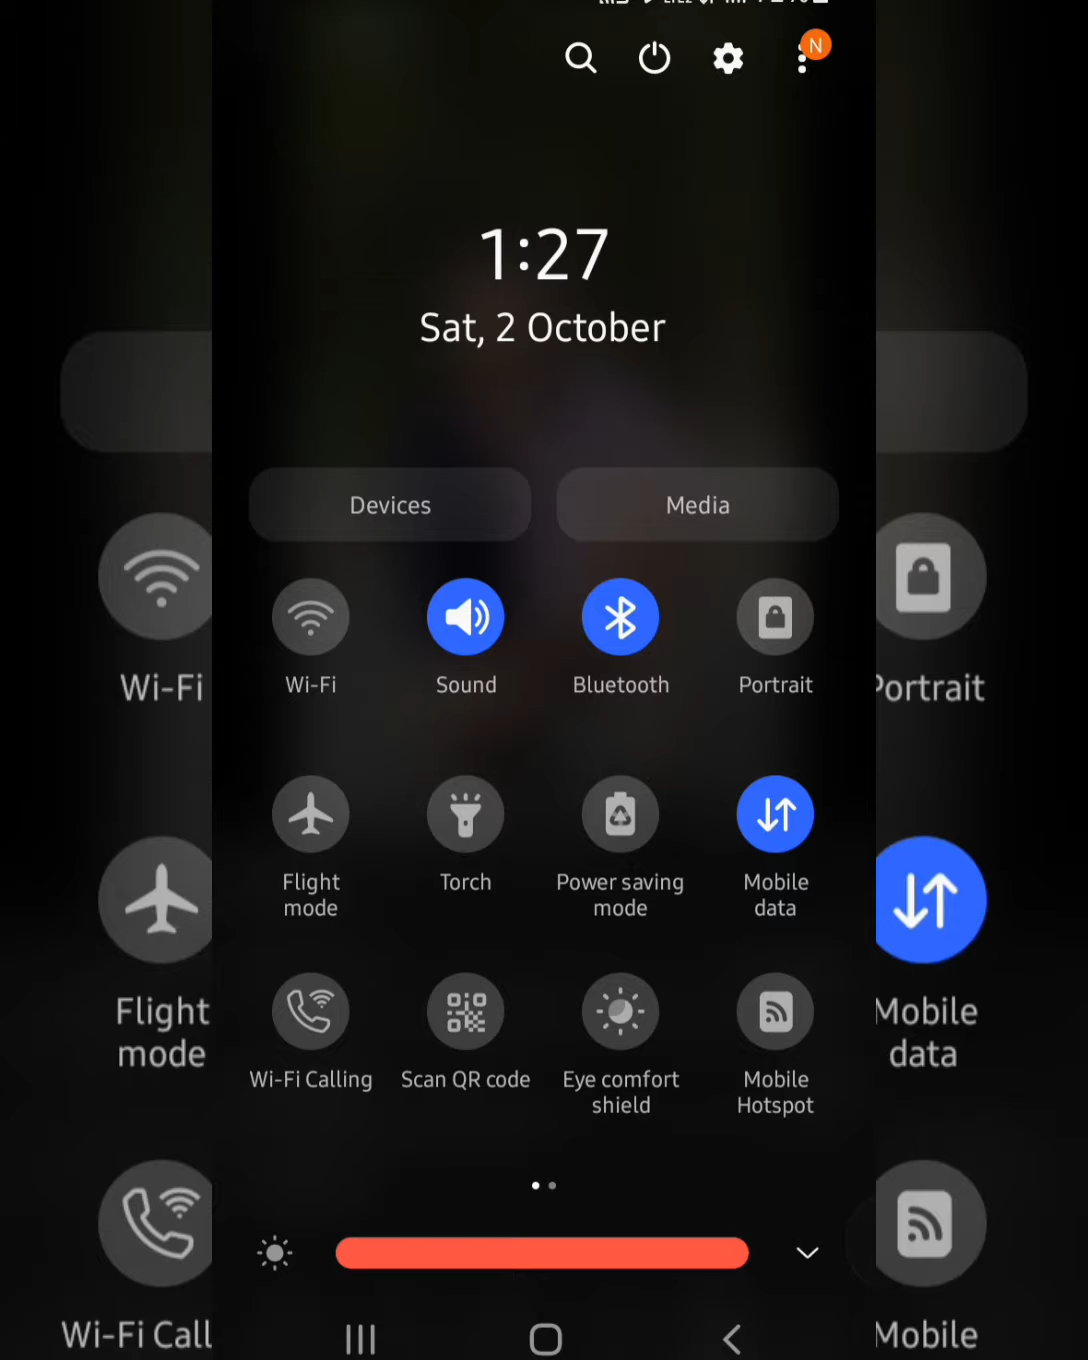 N
1:27
Sat, 2 October
Devices
Media
Wi-Fi
Sound
Bluetooth
Portrait
Flight
mode
Torch
Power saving
mode
Mobile
data
Wi-Fi Calling
Scan QR code
Eye comfort
shield
Mobile
Hotspot
Wi-Fi
Portrait
Flight
mode
Mobile
data
Wi-Fi Call
Mobile